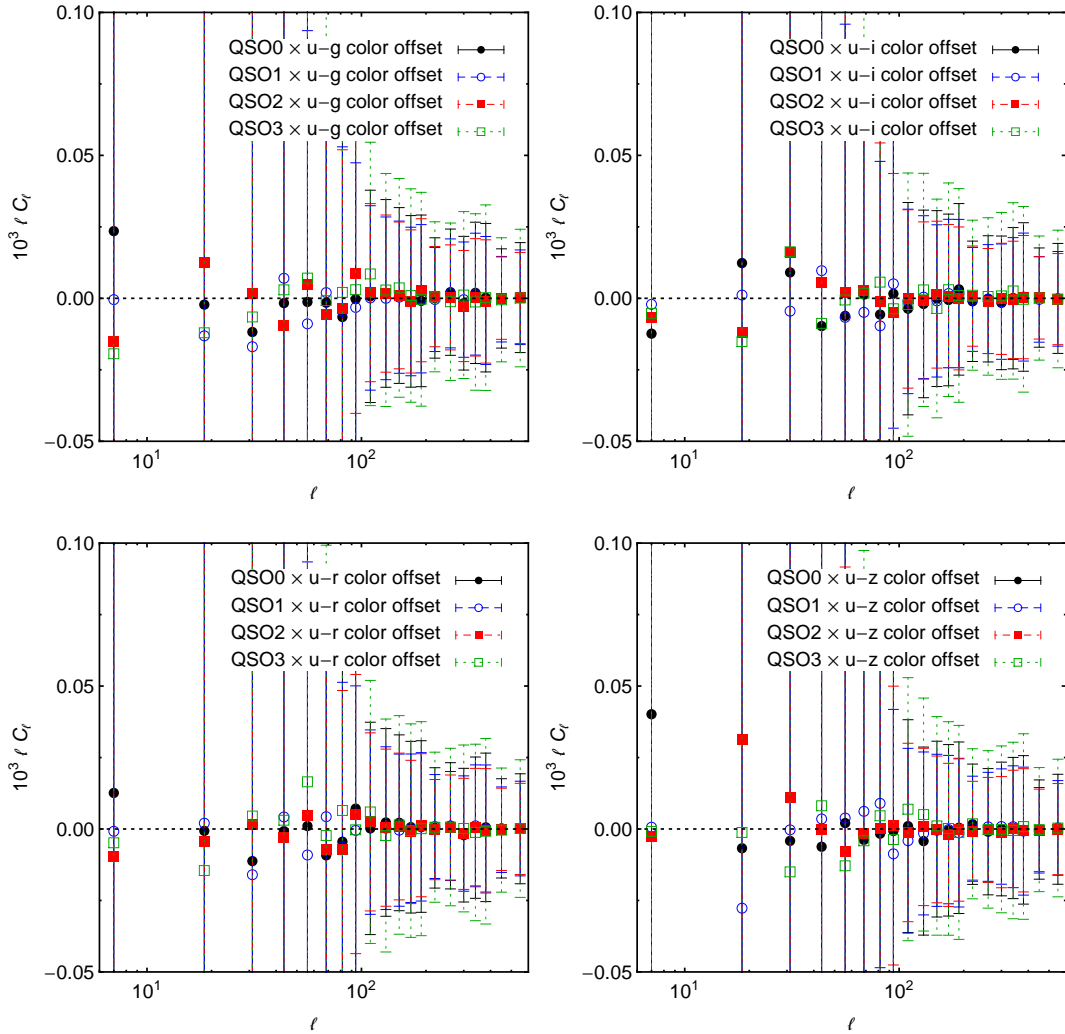 0.10
QSO0 × u−g color offset
QSO1 × u−g color offset
QSO2 × u−g color offset
QSO3 × u−g color offset
0.05
10³ ℓ Cℓ
0.00
−0.05
10¹
10²
ℓ
QSO0 × u−i color offset
QSO1 × u−i color offset
QSO2 × u−i color offset
QSO3 × u−i color offset
0.05
10³ ℓ Cℓ
0.00
−0.05
0.10
10¹
10²
ℓ
0.10
QSO0 × u−r color offset
QSO1 × u−r color offset
QSO2 × u−r color offset
QSO3 × u−r color offset
0.05
10³ ℓ Cℓ
0.00
−0.05
10¹
10²
ℓ
0.10
QSO0 × u−z color offset
QSO1 × u−z color offset
QSO2 × u−z color offset
QSO3 × u−z color offset
0.05
10³ ℓ Cℓ
0.00
−0.05
10¹
10²
ℓ